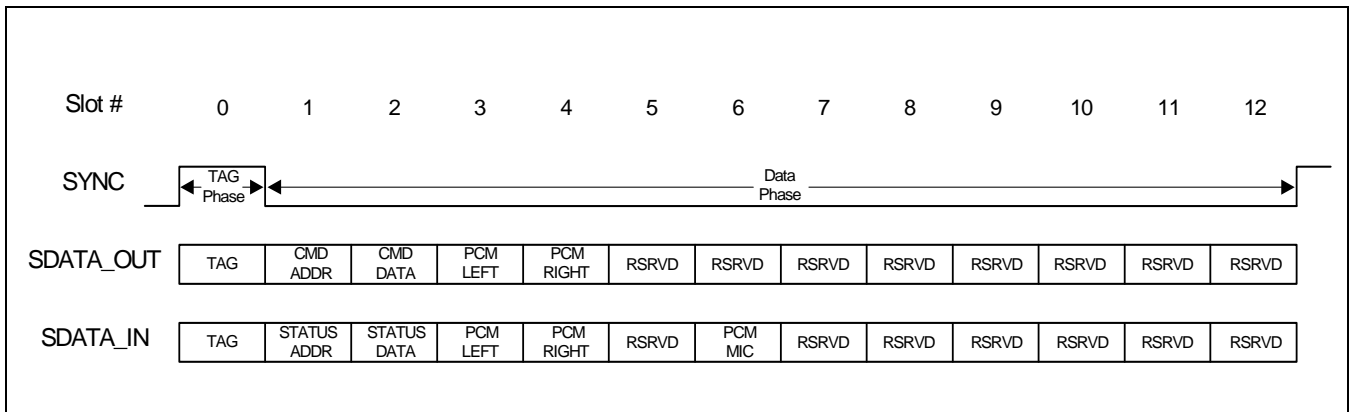 Slot # 0 1 2 3 4 5 6 7 8 9 10 11 12
SYNC
TAG
Phase
Data
Phase
SDATA_OUT TAG CMD ADDR CMD DATA PCM LEFT PCM RIGHT RSRVD RSRVD RSRVD RSRVD RSRVD RSRVD RSRVD RSRVD
SDATA_IN TAG STATUS ADDR STATUS DATA PCM LEFT PCM RIGHT RSRVD PCM MIC RSRVD RSRVD RSRVD RSRVD RSRVD RSRVD